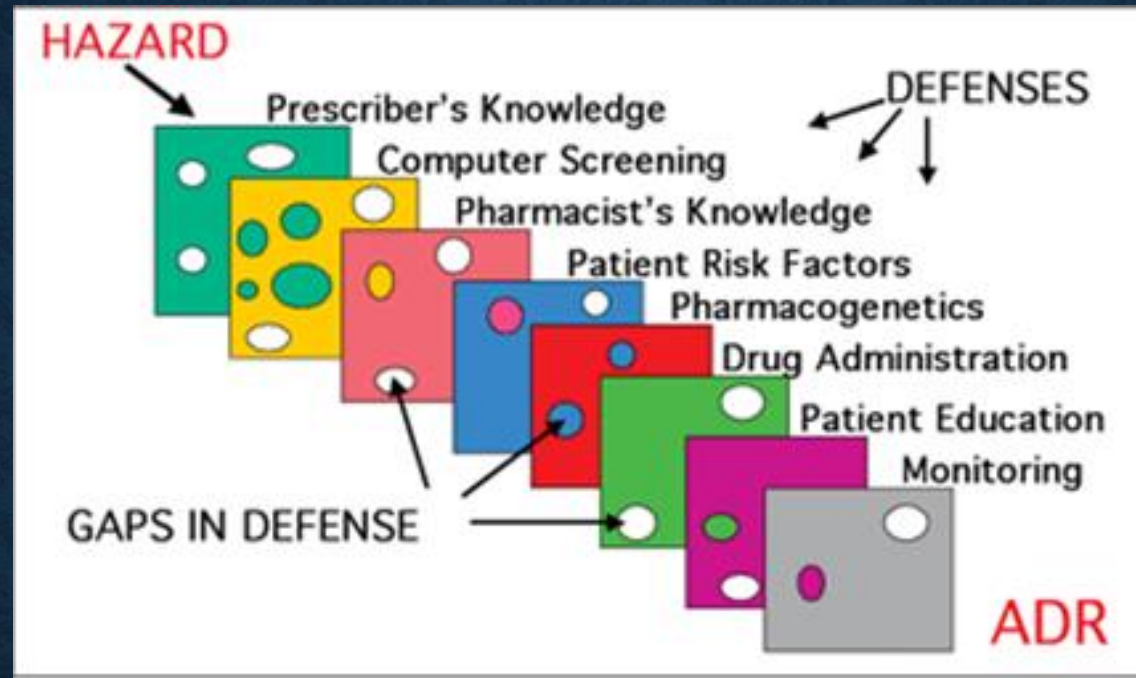 HAZARD
DEFENSES
Prescriber's Knowledge
Computer Screening
Pharmacist's Knowledge
Patient Risk Factors
Pharmacogenetics
Drug Administration
Patient Education
Monitoring
GAPS IN DEFENSE
ADR